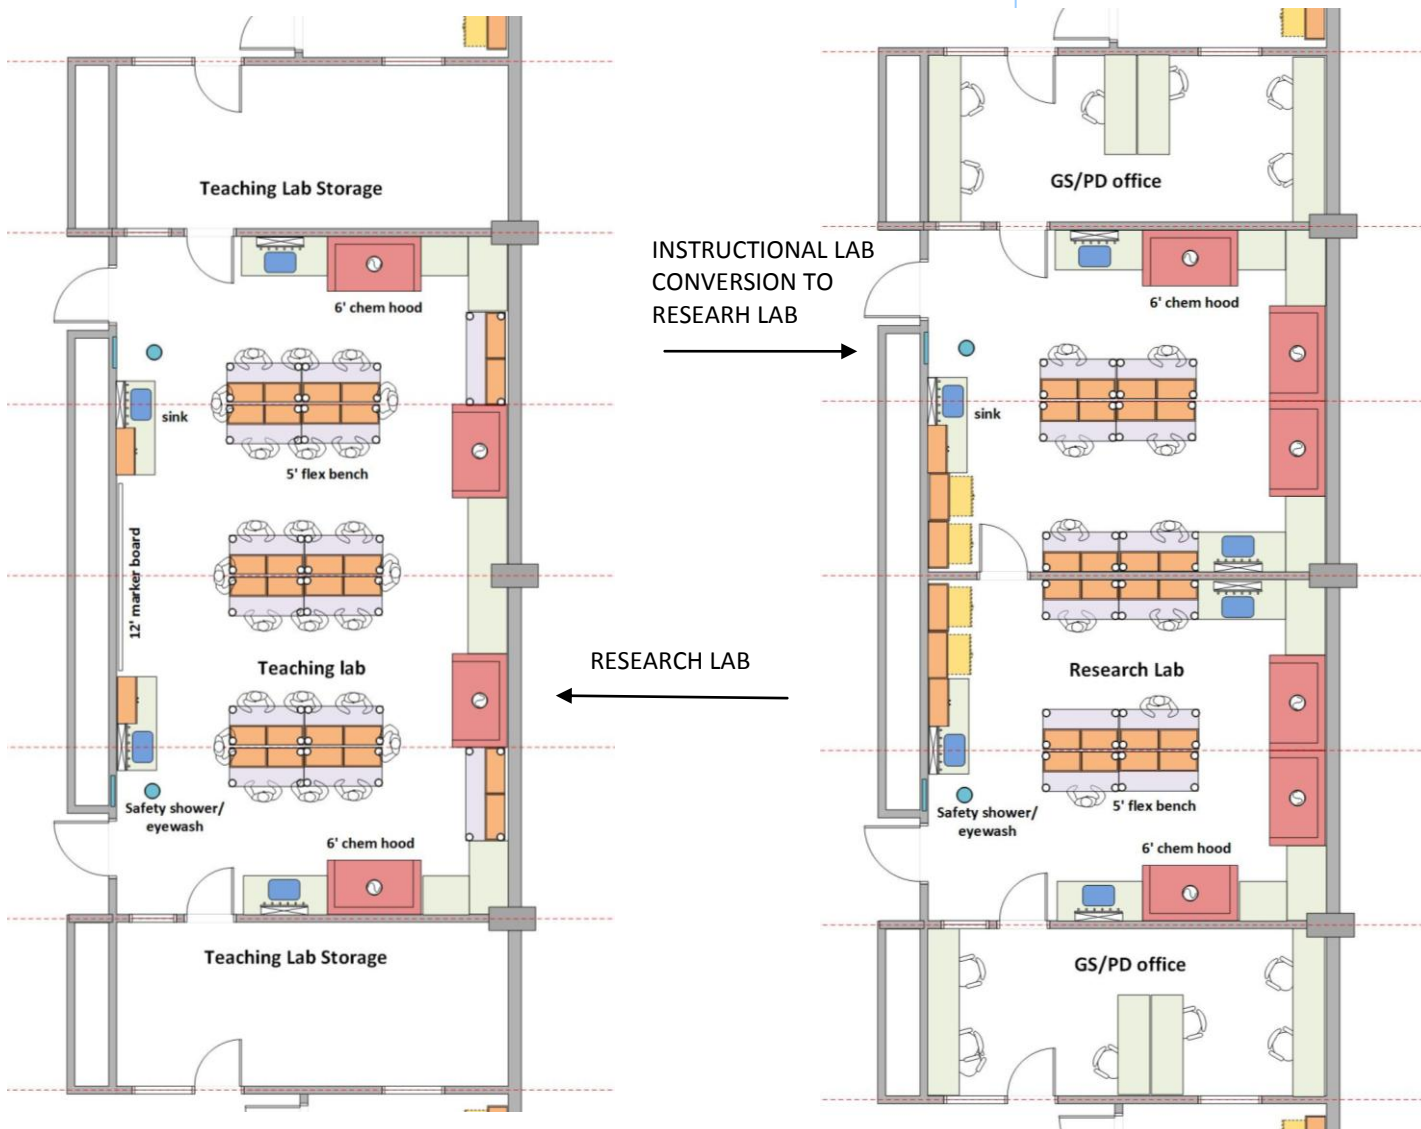 Teaching Lab Storage
6' chem hood
sink
5' flex bench
12' marker board
Teaching lab
Safety shower/
eyewash
6' chem hood
Teaching Lab Storage
INSTRUCTIONAL LAB
CONVERSION TO
RESEARH LAB
RESEARCH LAB
GS/PD office
6' chem hood
sink
Research Lab
5' flex bench
Safety shower/
eyewash
6' chem hood
GS/PD office